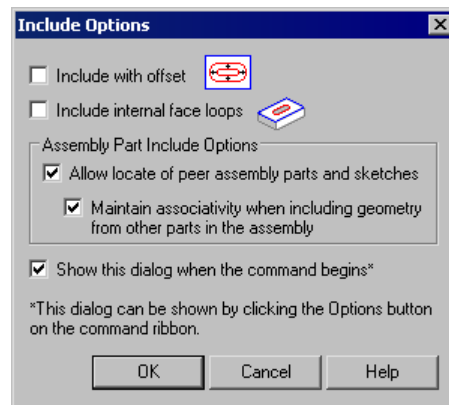 Include Options
Include with offset
Include internal face loops
Assembly Part Include Options
Allow locate of peer assembly parts and sketches
Maintain associativity when including geometry
from other parts in the assembly
Show this dialog when the command begins*
*This dialog can be shown by clicking the Options button
on the command ribbon.
OK Cancel Help